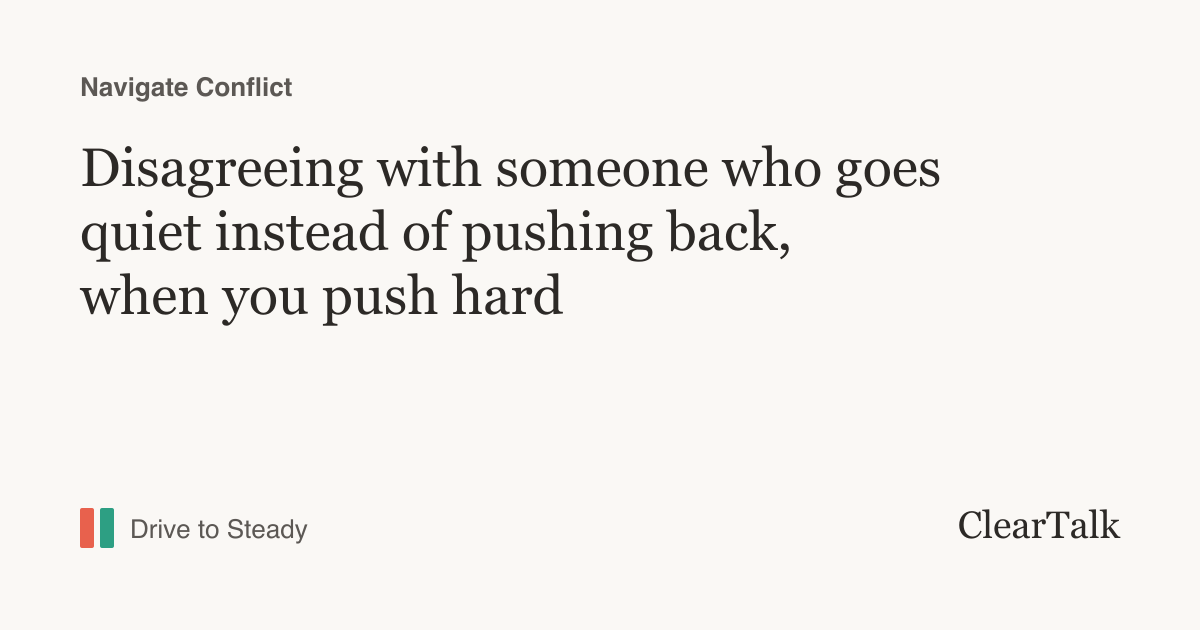 Navigate Conflict
Disagreeing with someone who goes
quiet instead of pushing back,
when you push hard
Drive to Steady
ClearTalk